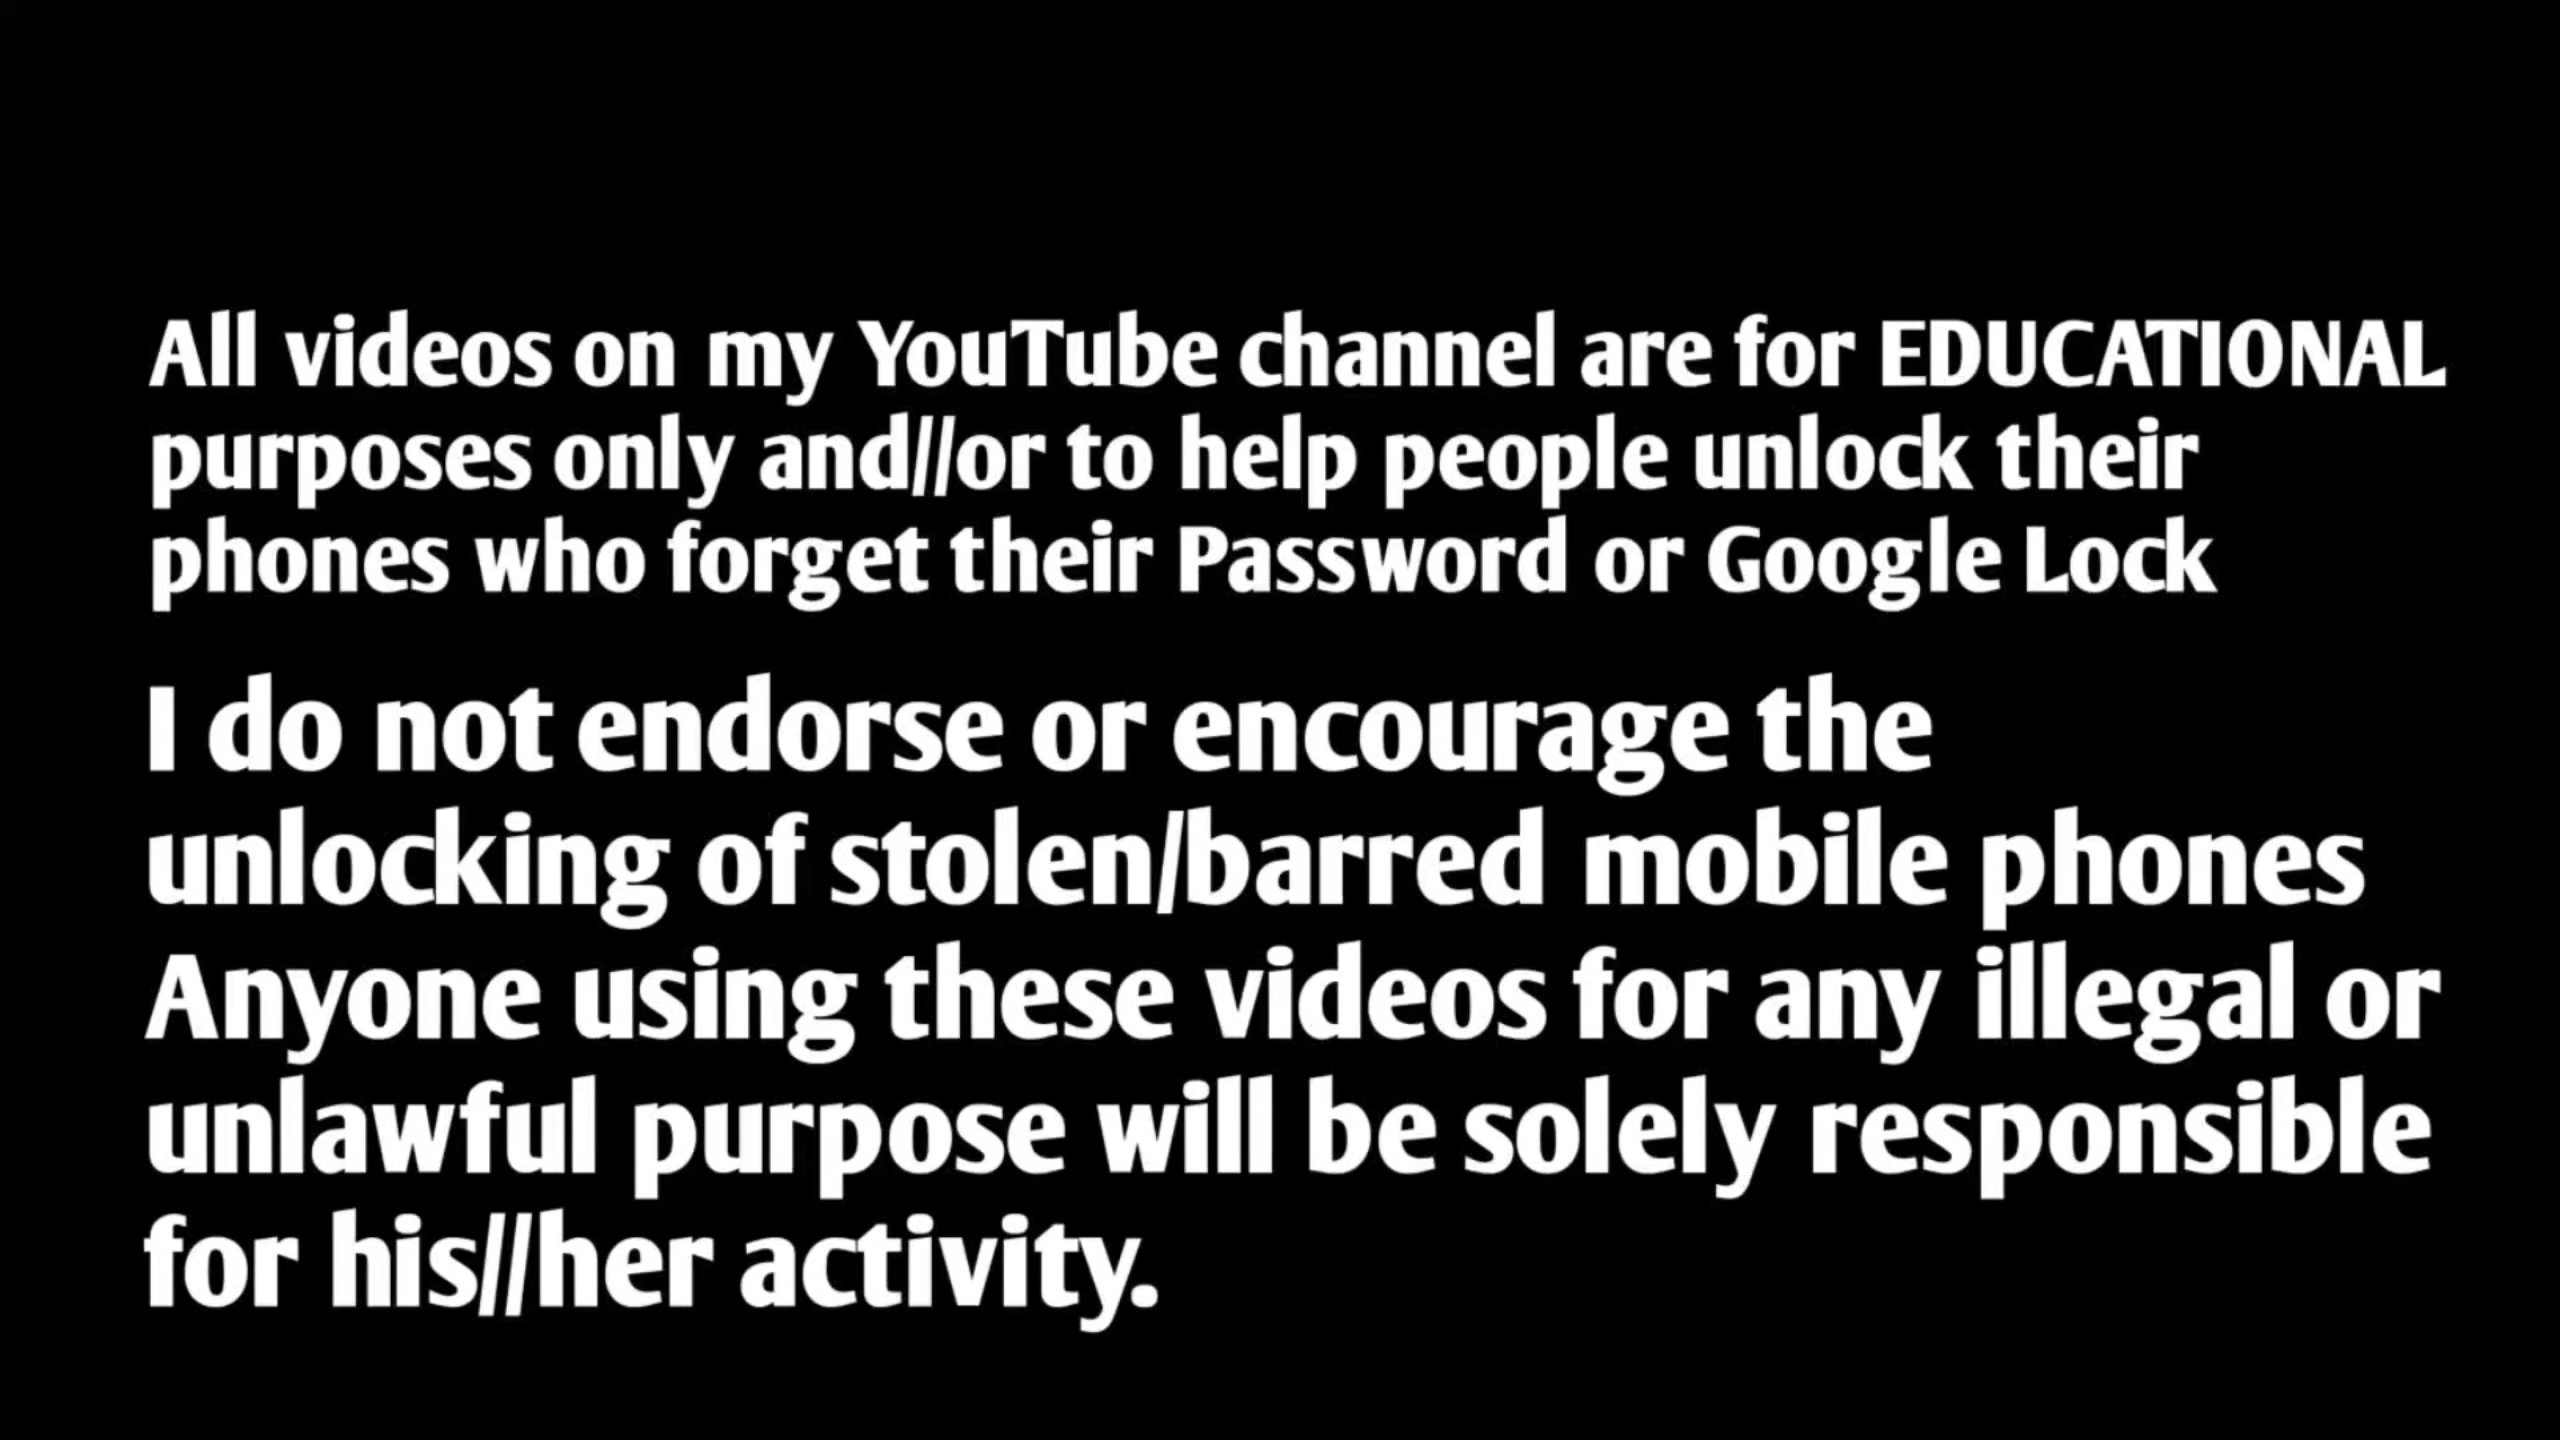 All videos on my YouTube channel are for EDUCATIONAL
purposes only and//or to help people unlock their
phones who forget their Password or Google Lock
I do not endorse or encourage the
unlocking of stolen/barred mobile phones
Anyone using these videos for any illegal or
unlawful purpose will be solely responsible
for his//her activity.